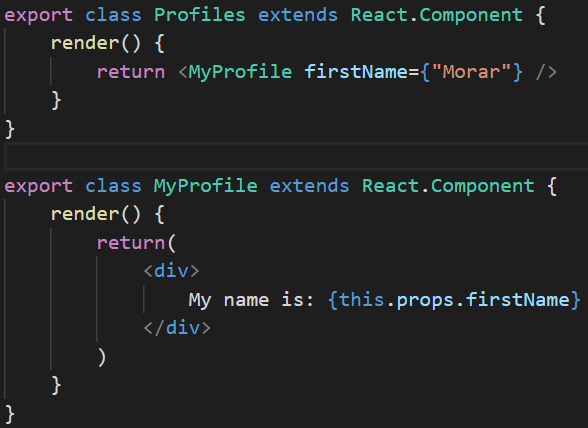 export class Profiles extends React.Component {
    render() {
        return <MyProfile firstName={"Morar"} />
    }
}

export class MyProfile extends React.Component {
    render() {
        return(
            <div>
                My name is: {this.props.firstName}
            </div>
        )
    }
}